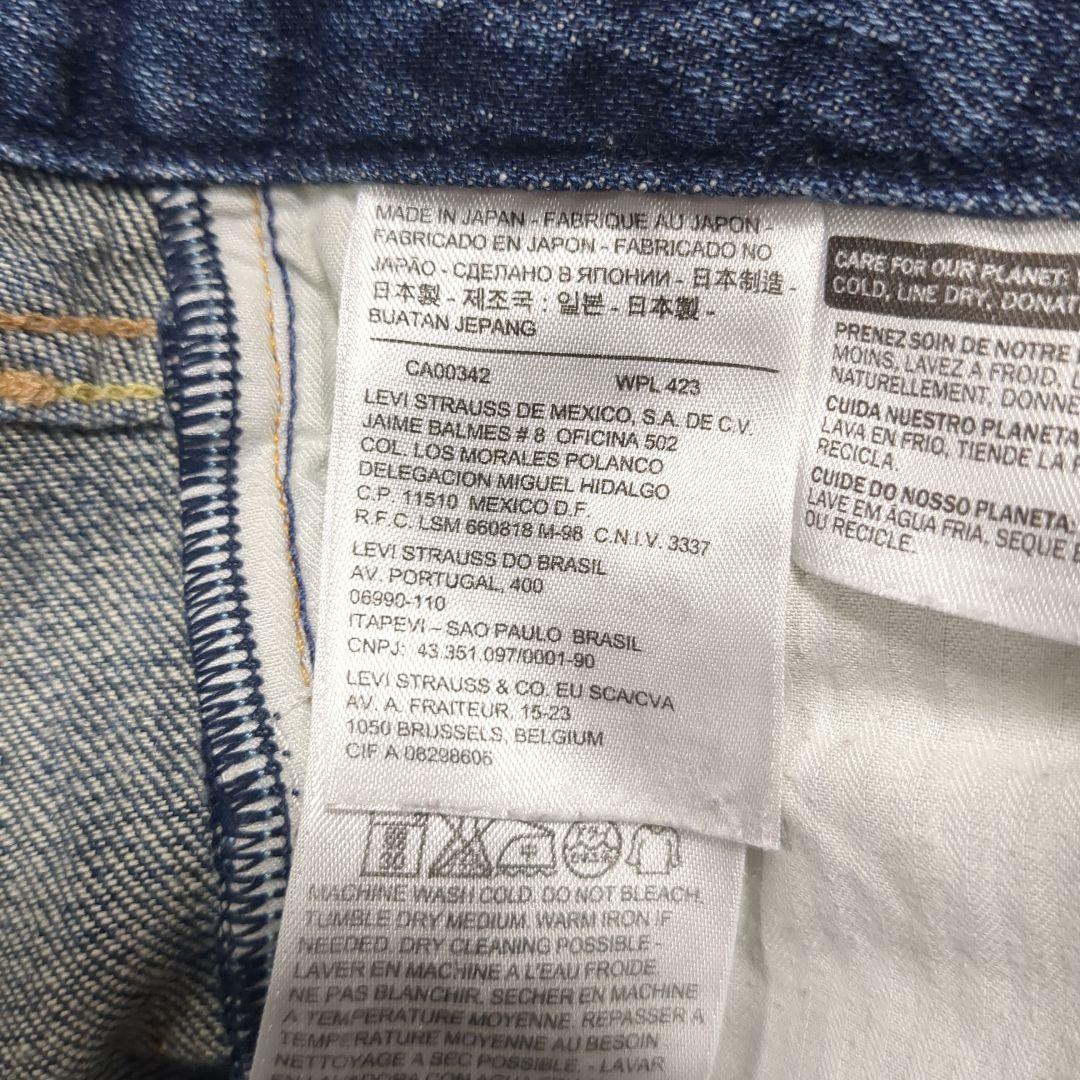 MADE IN JAPAN - FABRIQUE AU JAPON -
FABRICADO EN JAPON - FABRICADO NO
JAPÃO - СДЕЛАНО В ЯПОНИИ - 日本制造 -
日本製 - 제조국 : 일본 - 日本製 -
BUATAN JEPANG
CA00342 WPL 423
LEVI STRAUSS DE MEXICO, S.A. DE C.V.
JAIME BALMES # 8 OFICINA 502
COL. LOS MORALES POLANCO
DELEGACION MIGUEL HIDALGO
C.P. 11510 MEXICO D.F.
R.F.C. LSM 660818 M-98 C.N.I.V. 3337
LEVI STRAUSS DO BRASIL
AV. PORTUGAL, 400
06990-110
ITAPEVI – SAO PAULO BRASIL
CNPJ: 43.351.097/0001-90
LEVI STRAUSS & CO. EU SCA/CVA
AV. A. FRAITEUR, 15-23
1050 BRUSSELS, BELGIUM
CIF A 08298606
MACHINE WASH COLD. DO NOT BLEACH.
TUMBLE DRY MEDIUM. WARM IRON IF
NEEDED. DRY CLEANING POSSIBLE -
LAVER EN MACHINE A L'EAU FROIDE.
NE PAS BLANCHIR. SECHER EN MACHINE
A TEMPERATURE MOYENNE. REPASSER A
TEMPERATURE MOYENNE AU BESOIN
NETTOYAGE A SEC POSSIBLE - LAVAR
CARE FOR OUR PLANET:
COLD, LINE DRY, DONAT
PRENEZ SOIN DE NOTRE
MOINS, LAVEZ A FROID,
NATURELLEMENT, DONNE
CUIDA NUESTRO PLANETA
LAVA EN FRIO, TIENDE LA
RECICLA.
CUIDE DO NOSSO PLANETA:
LAVE EM ÁGUA FRIA, SEQUE
OU RECICLE.